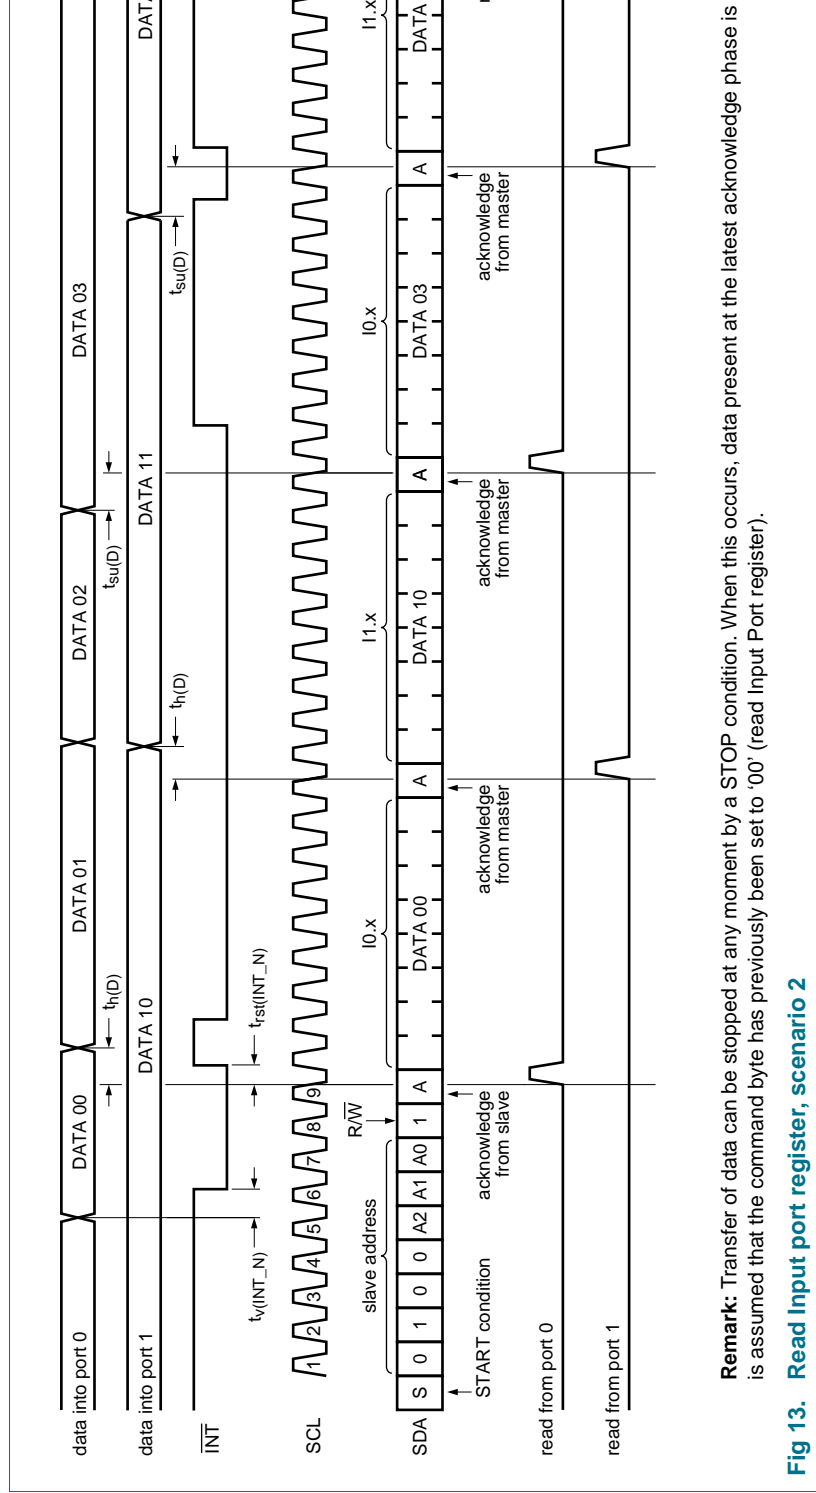 data into port 0
DATA 00
DATA 01
DATA 02
DATA 03
th(D)
tsu(D)
data into port 1
DATA 10
DATA 11
DATA
th(D)
tsu(D)
INT
tv(INT_N)
trst(INT_N)
SCL
1 2 3 4 5 6 7 8 9
slave address
R/W
I0.x
I1.x
I0.x
I1.x
SDA
S 0 1 0 0 A2 A1 A0 1 A DATA 00 A DATA 10 A DATA 03 A DATA
START condition
acknowledge
from slave
acknowledge
from master
acknowledge
from master
acknowledge
from master
read from port 0
read from port 1
Remark: Transfer of data can be stopped at any moment by a STOP condition. When this occurs, data present at the latest acknowledge phase is
is assumed that the command byte has previously been set to ‘00’ (read Input Port register).
Fig 13. Read Input port register, scenario 2